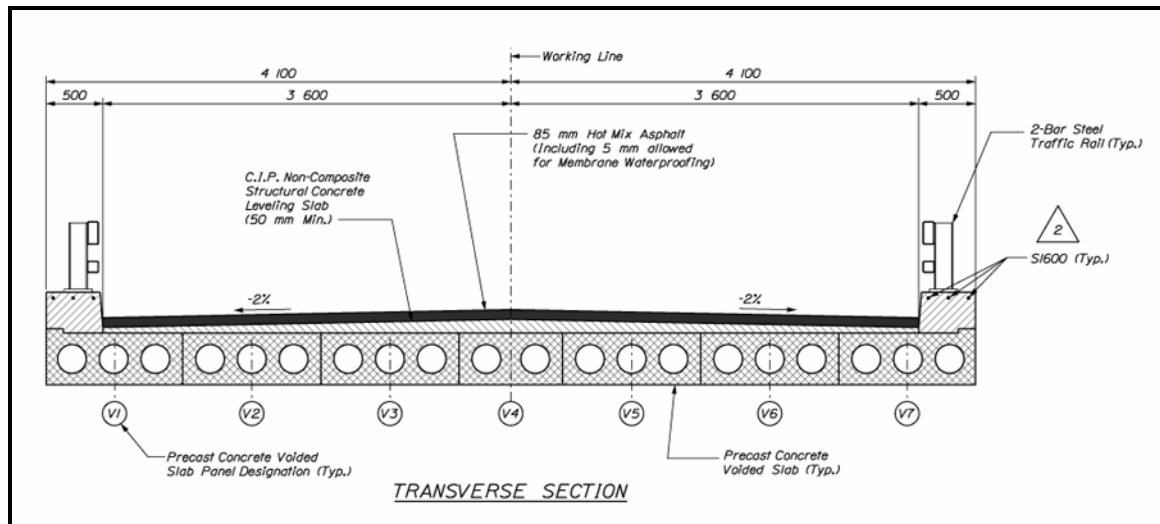 Working Line
4 100
4 100
500
3 600
3 600
500
85 mm Hot Mix Asphalt
(Including 5 mm allowed
for Membrane Waterproofing)
2-Bar Steel
Traffic Rail (Typ.)
C.I.P. Non-Composite
Structural Concrete
Leveling Slab
(50 mm Min.)
2
S1600 (Typ.)
-2%
-2%
V1
V2
V3
V4
V5
V6
V7
Precast Concrete Voided
Slab Panel Designation (Typ.)
Precast Concrete
Voided Slab (Typ.)
TRANSVERSE SECTION